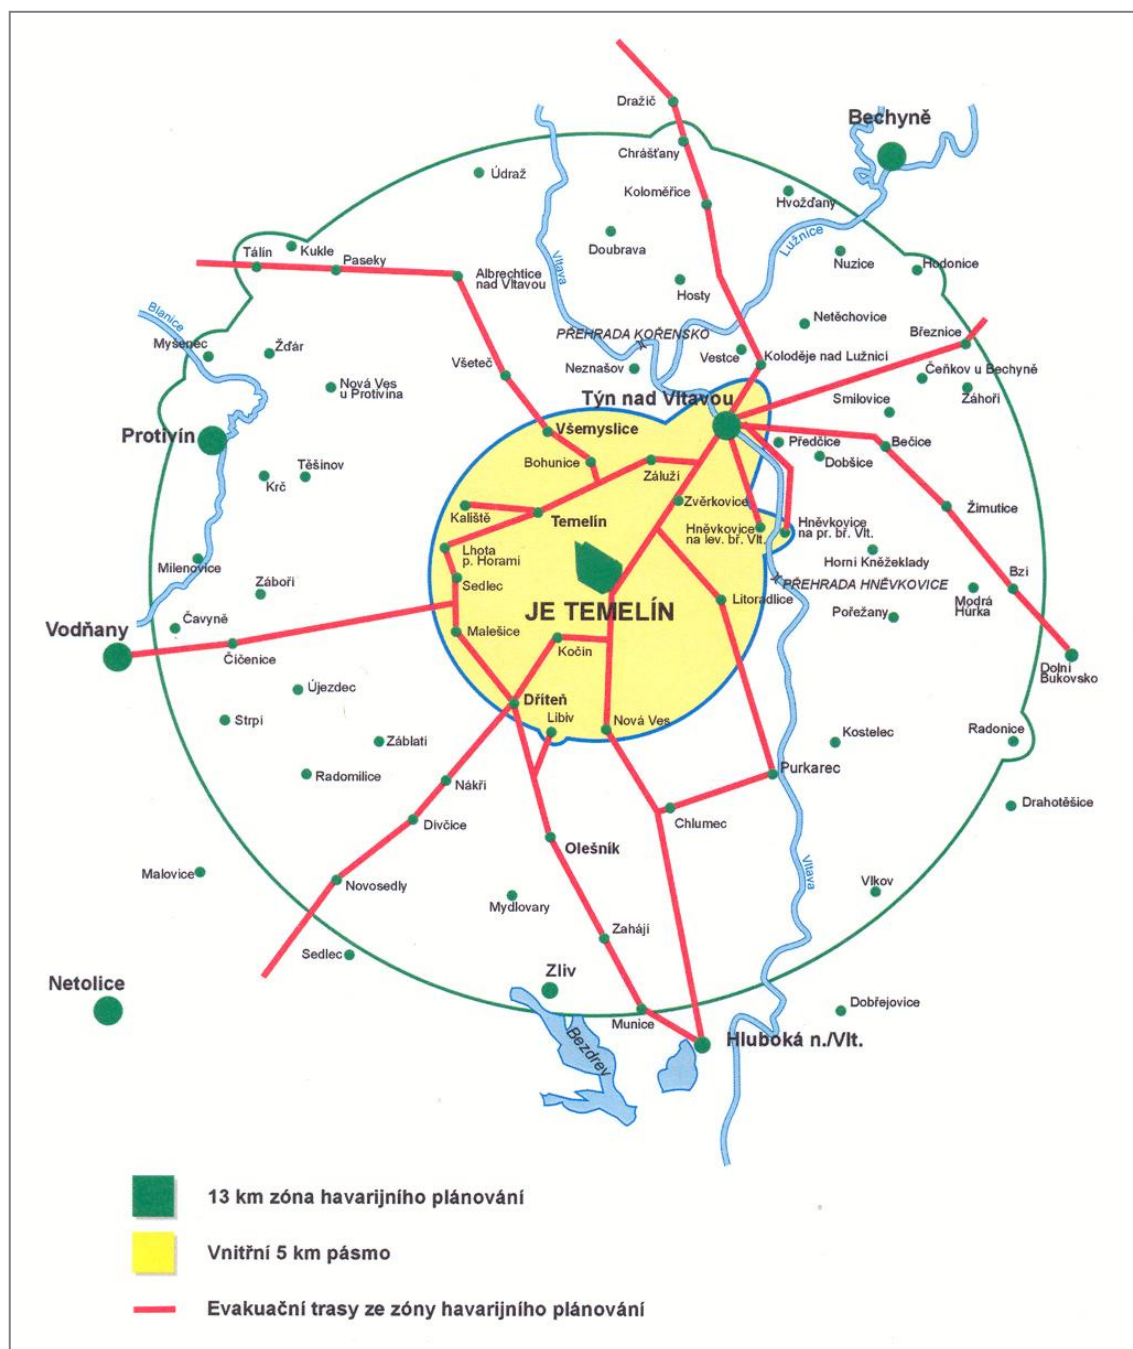 Dražič
Bechyně
Chrášťany
Údraž
Koloměřice
Hvožďany
Lužnice
Doubrava
Kukle
Tálín
Paseky
Vltava
Nuzice
Hodonice
Albrechtice
nad Vltavou
Hosty
Blanice
Netěchovice
PŘEHRADA KOŘENSKO
Březnice
Myšenec
Žďár
Vestce
Koloděje nad Lužnicí
Všeteč
Neznašov
Čeňkov u Bechyně
Nová Ves
u Protivína
Týn nad Vltavou
Smilovice
Záhoří
Protivín
Všemyslice
Předčice
Bečice
Bohunice
Dobšice
Těšínov
Krč
Záluží
Zvěrkovice
Kaliště
Temelín
Žimutice
Hněvkovice
na lev. bř. Vlt.
Hněvkovice
na pr. bř. Vlt.
Lhota
p. Horami
Horní Kněžeklady
Milenovice
Sedlec
Bzí
PŘEHRADA HNĚVKOVICE
Záboří
JE TEMELÍN
Litoradlice
Modrá
Hůrka
Pořežany
Čavyně
Vodňany
Malešice
Kočín
Číčenice
Dolní
Bukovsko
Újezdec
Dříteň
Strpí
Libiv
Nová Ves
Kostelec
Radonice
Záblatí
Radomilice
Nákří
Purkarec
Drahotěšice
Chlumec
Dívčice
Olešník
Malovice
Novosedly
Vltava
Vlkov
Mydlovary
Zahájí
Sedlec
Zliv
Netolice
Dobřejovice
Munice
Bezdrev
Hluboká n./Vlt.
13 km zóna havarijního plánování
Vnitřní 5 km pásmo
Evakuační trasy ze zóny havarijního plánování